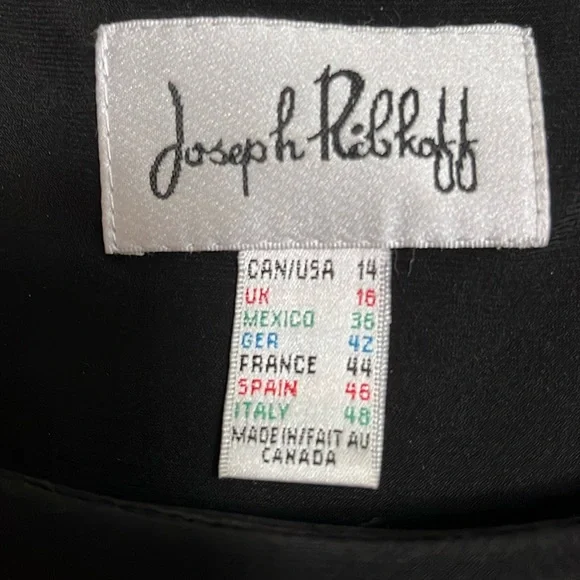 Joseph Ribkoff
CAN/USA 14
UK 16
MEXICO 36
GER 42
FRANCE 44
SPAIN 46
ITALY 48
MADE IN/FAIT AU
CANADA